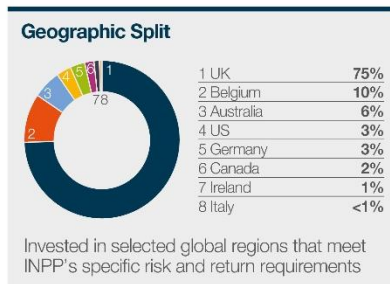 Geographic Split
1
2
3
4
5
6
78
1 UK 75%
2 Belgium 10%
3 Australia 6%
4 US 3%
5 Germany 3%
6 Canada 2%
7 Ireland 1%
8 Italy <1%
Invested in selected global regions that meet
INPP's specific risk and return requirements